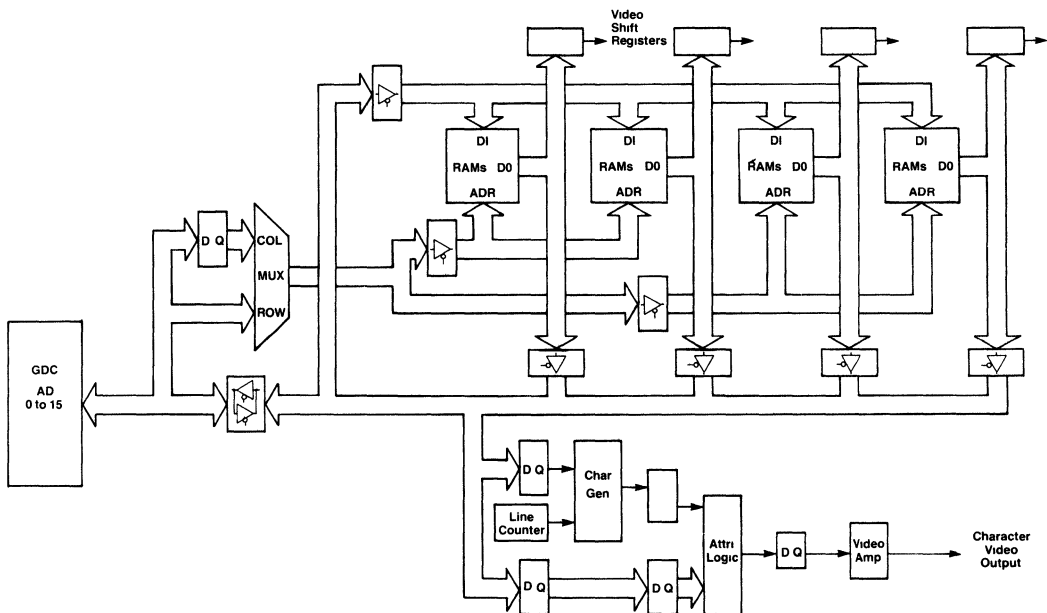 Video
Shift
Registers
DI
RAMs D0
ADR
DI
RAMs D0
ADR
DI
RAMs D0
ADR
DI
RAMs D0
ADR
D Q
COL
MUX
ROW
GDC
AD
0 to 15
D Q
Char
Gen
Line
Counter
Attri
Logic
D Q
Video
Amp
Character
Video
Output
D Q
D Q